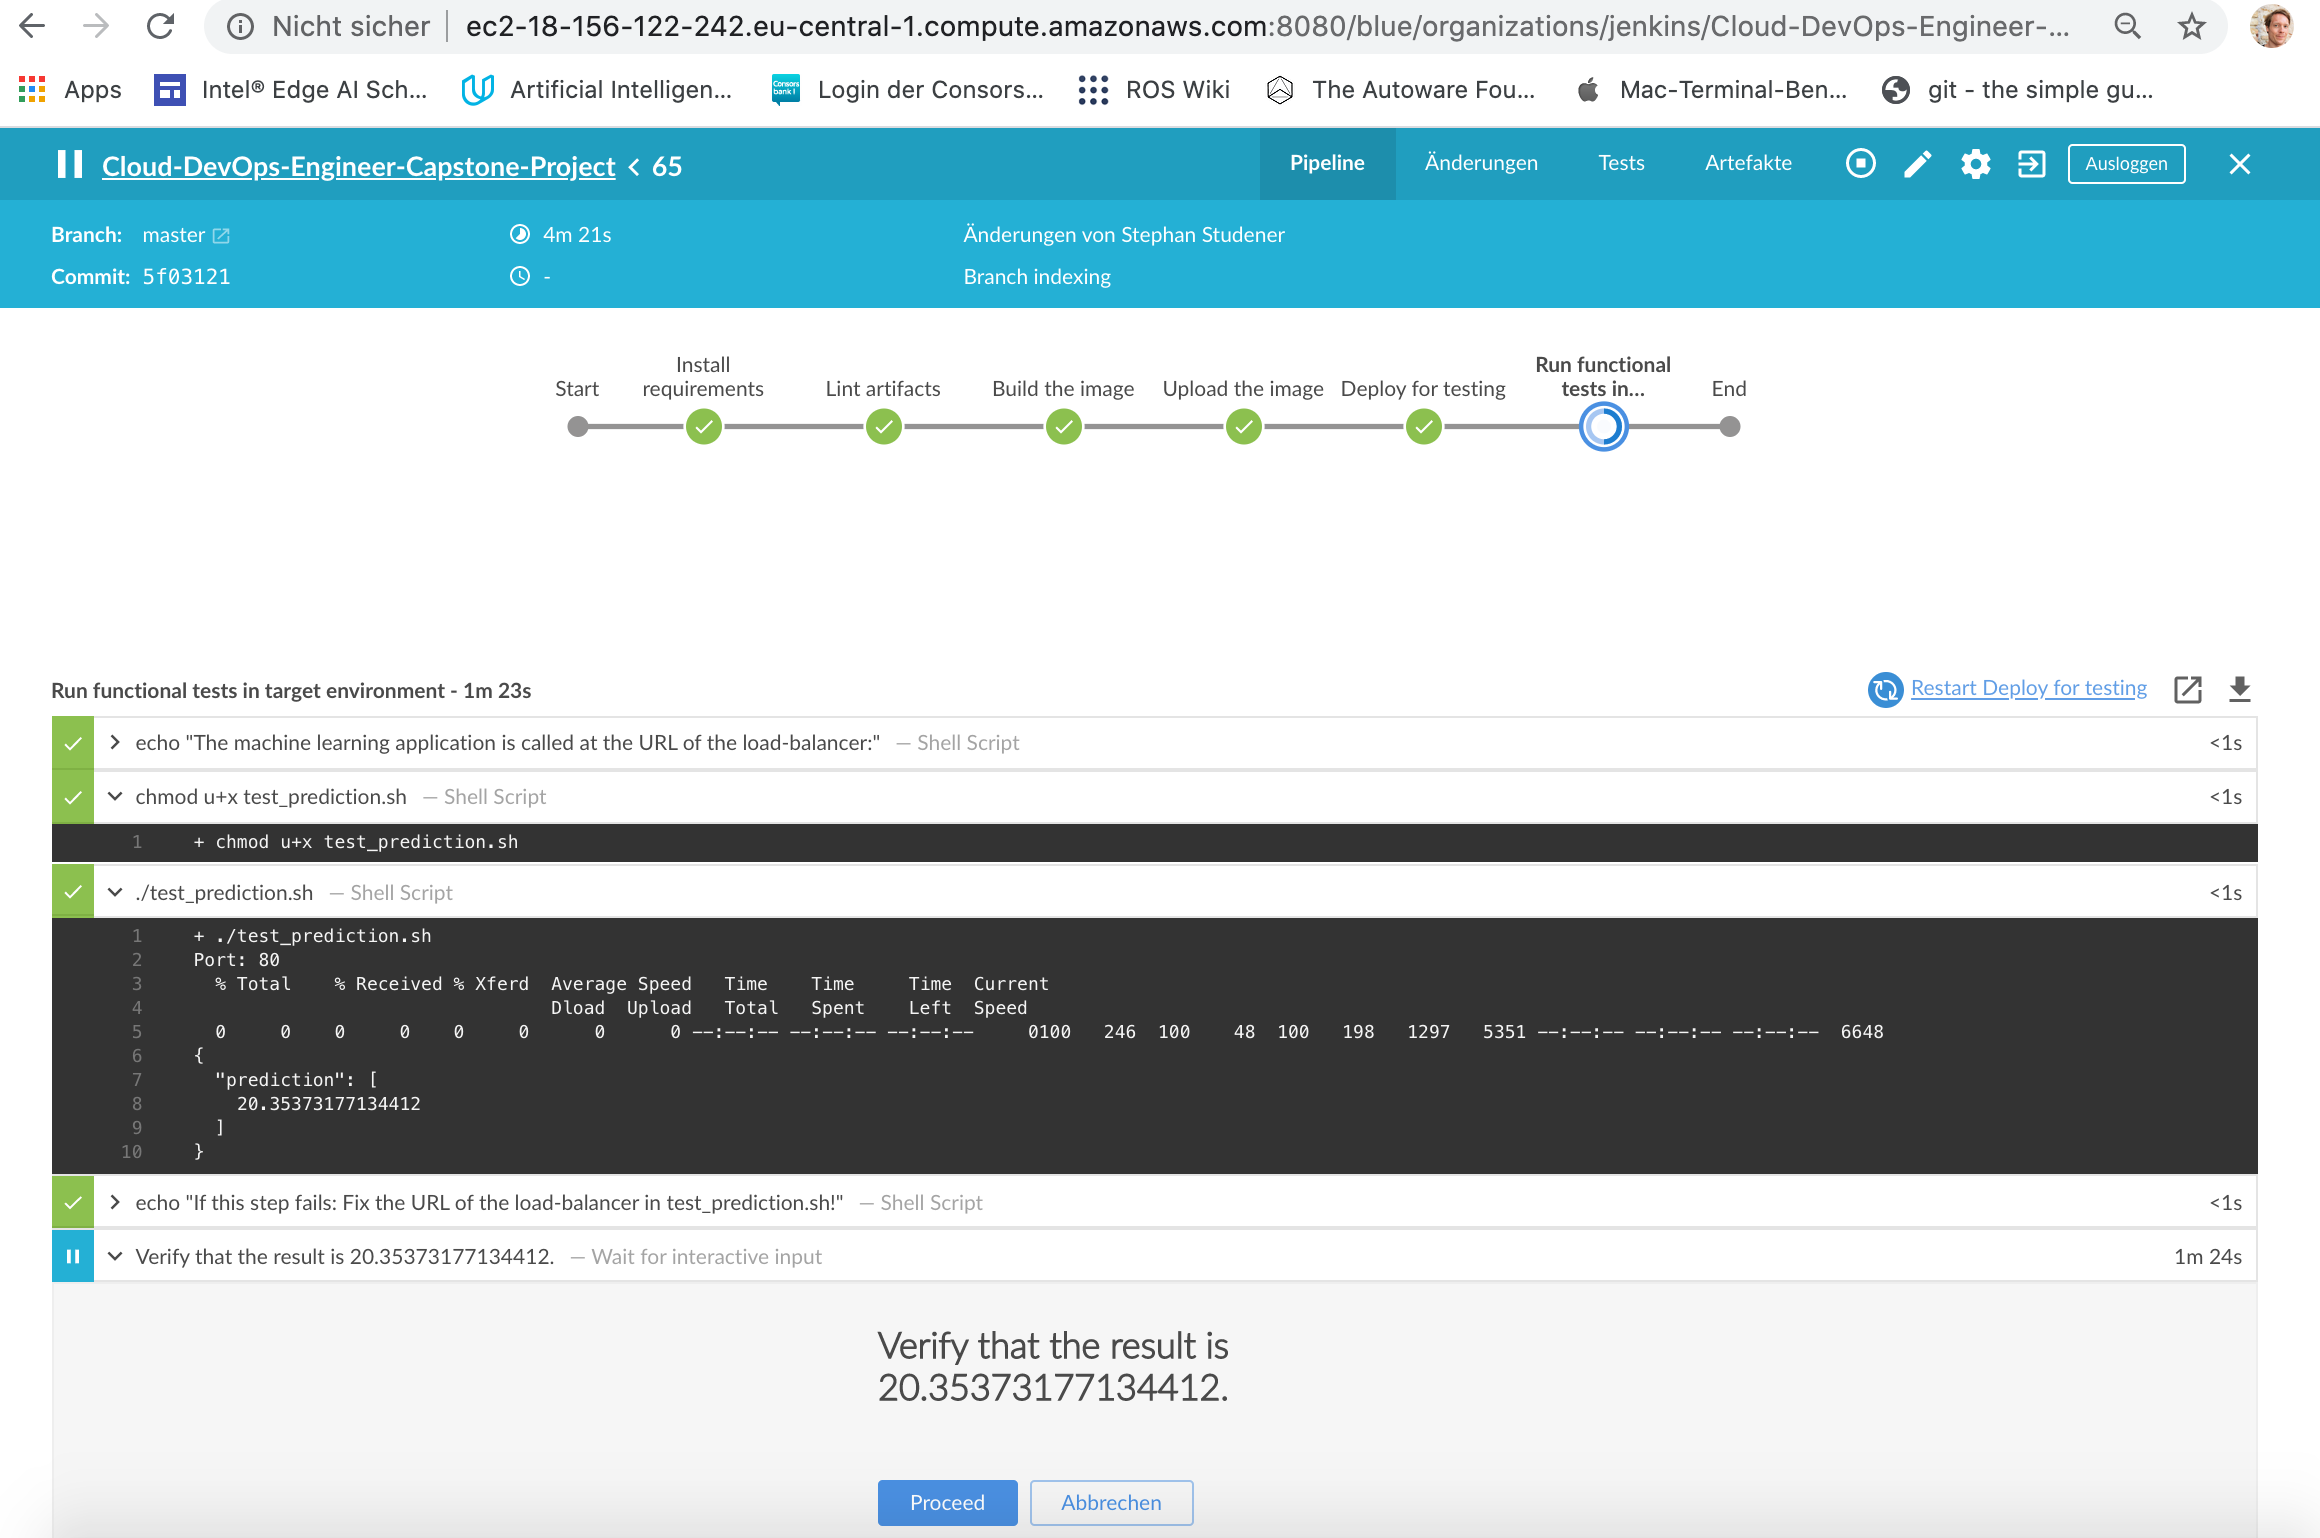 Nicht sicher ec2-18-156-122-242.eu-central-1.compute.amazonaws.com:8080/blue/organizations/jenkins/Cloud-DevOps-Engineer-...
Apps Intel® Edge AI Sch... Artificial Intelligen... Consors bank! Login der Consors... ROS Wiki The Autoware Fou... Mac-Terminal-Ben... git - the simple gu...
Cloud-DevOps-Engineer-Capstone-Project < 65 Pipeline Änderungen Tests Artefakte Ausloggen
Branch: master 4m 21s Änderungen von Stephan Studener
Commit: 5f03121 - Branch indexing
Start Install requirements Lint artifacts Build the image Upload the image Deploy for testing Run functional tests in... End
Run functional tests in target environment - 1m 23s Restart Deploy for testing
echo "The machine learning application is called at the URL of the load-balancer:" — Shell Script <1s
chmod u+x test_prediction.sh — Shell Script <1s
1 + chmod u+x test_prediction.sh
./test_prediction.sh — Shell Script <1s
1 + ./test_prediction.sh
2 Port: 80
3 % Total % Received % Xferd Average Speed Time Time Time Current
4 Dload Upload Total Spent Left Speed
5 0 0 0 0 0 0 0 0 --:--:-- --:--:-- --:--:-- 0100 246 100 48 100 198 1297 5351 --:--:-- --:--:-- --:--:-- 6648
6 {
7 "prediction": [
8 20.35373177134412
9 ]
10 }
echo "If this step fails: Fix the URL of the load-balancer in test_prediction.sh!" — Shell Script <1s
Verify that the result is 20.35373177134412. — Wait for interactive input 1m 24s
Verify that the result is
20.35373177134412.
Proceed Abbrechen